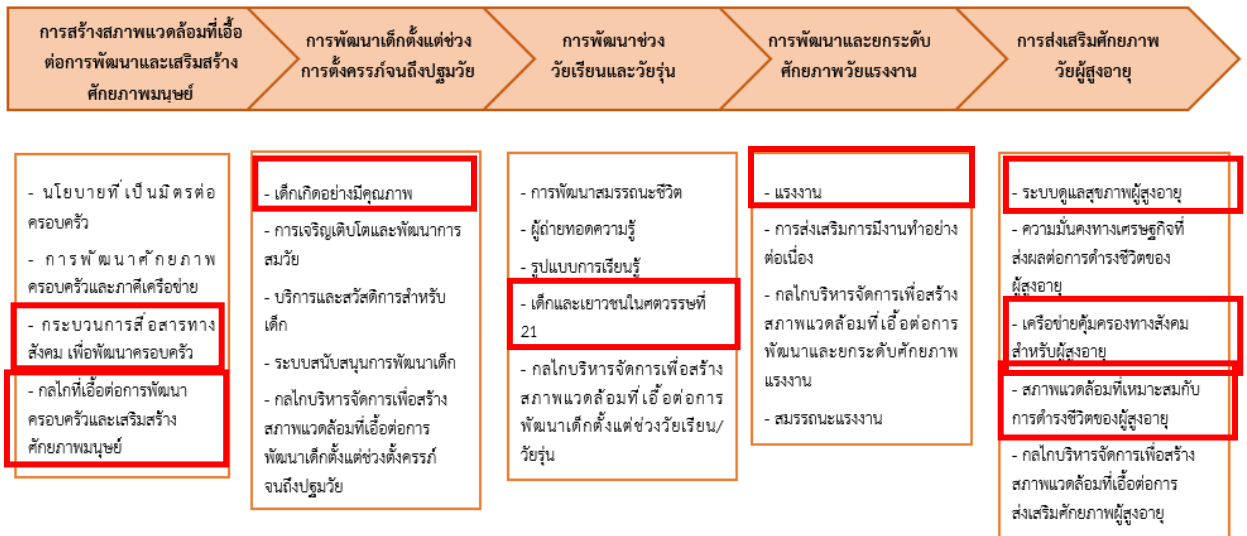 การสร้างสภาพแวดล้อมที่เอื้อ
ต่อการพัฒนาและเสริมสร้าง
ศักยภาพมนุษย์
การพัฒนาเด็กตั้งแต่ช่วง
การตั้งครรภ์จนถึงปฐมวัย
การพัฒนาช่วง
วัยเรียนและวัยรุ่น
การพัฒนาและยกระดับ
ศักยภาพวัยแรงงาน
การส่งเสริมศักยภาพ
วัยผู้สูงอายุ
- นโยบายที่เป็นมิตรต่อ
ครอบครัว
- การพัฒนาศักยภาพ
ครอบครัวและภาคีเครือข่าย
- กระบวนการสื่อสารทาง
สังคม เพื่อพัฒนาครอบครัว
- กลไกที่เอื้อต่อการพัฒนา
ครอบครัวและเสริมสร้าง
ศักยภาพมนุษย์
- เด็กเกิดอย่างมีคุณภาพ
- การเจริญเติบโตและพัฒนาการ
สมวัย
- บริการและสวัสดิการสำหรับ
เด็ก
- ระบบสนับสนุนการพัฒนาเด็ก
- กลไกบริหารจัดการเพื่อสร้าง
สภาพแวดล้อมที่เอื้อต่อการ
พัฒนาเด็กตั้งแต่ช่วงตั้งครรภ์
จนถึงปฐมวัย
- การพัฒนาสมรรถนะชีวิต
- ผู้ถ่ายทอดความรู้
- รูปแบบการเรียนรู้
- เด็กและเยาวชนในศตวรรษที่
21
- กลไกบริหารจัดการเพื่อสร้าง
สภาพแวดล้อมที่เอื้อต่อการ
พัฒนาเด็กตั้งแต่ช่วงวัยเรียน/
วัยรุ่น
- แรงงาน
- การส่งเสริมการมีงานทำอย่าง
ต่อเนื่อง
- กลไกบริหารจัดการเพื่อสร้าง
สภาพแวดล้อมที่เอื้อต่อการ
พัฒนาและยกระดับศักยภาพ
แรงงาน
- สมรรถนะแรงงาน
- ระบบดูแลสุขภาพผู้สูงอายุ
- ความมั่นคงทางเศรษฐกิจที่
ส่งผลต่อการดำรงชีวิตของ
ผู้สูงอายุ
- เครือข่ายคุ้มครองทางสังคม
สำหรับผู้สูงอายุ
- สภาพแวดล้อมที่เหมาะสมกับ
การดำรงชีวิตของผู้สูงอายุ
- กลไกบริหารจัดการเพื่อสร้าง
สภาพแวดล้อมที่เอื้อต่อการ
ส่งเสริมศักยภาพผู้สูงอายุ